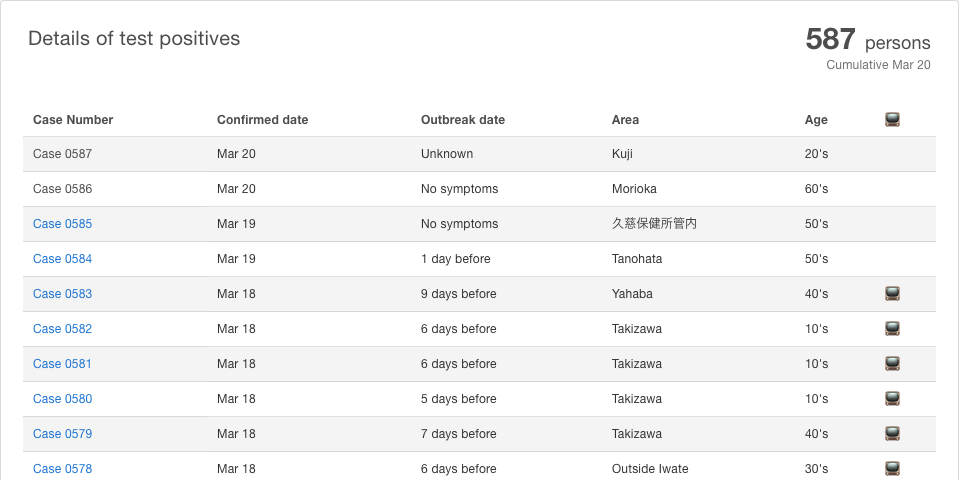 Details of test positives
587 persons
Cumulative Mar 20
Case Number Confirmed date Outbreak date Area Age
Case 0587 Mar 20 Unknown Kuji 20's
Case 0586 Mar 20 No symptoms Morioka 60's
Case 0585 Mar 19 No symptoms 久慈保健所管内 50's
Case 0584 Mar 19 1 day before Tanohata 50's
Case 0583 Mar 18 9 days before Yahaba 40's
Case 0582 Mar 18 6 days before Takizawa 10's
Case 0581 Mar 18 6 days before Takizawa 10's
Case 0580 Mar 18 5 days before Takizawa 10's
Case 0579 Mar 18 7 days before Takizawa 40's
Case 0578 Mar 18 6 days before Outside Iwate 30's